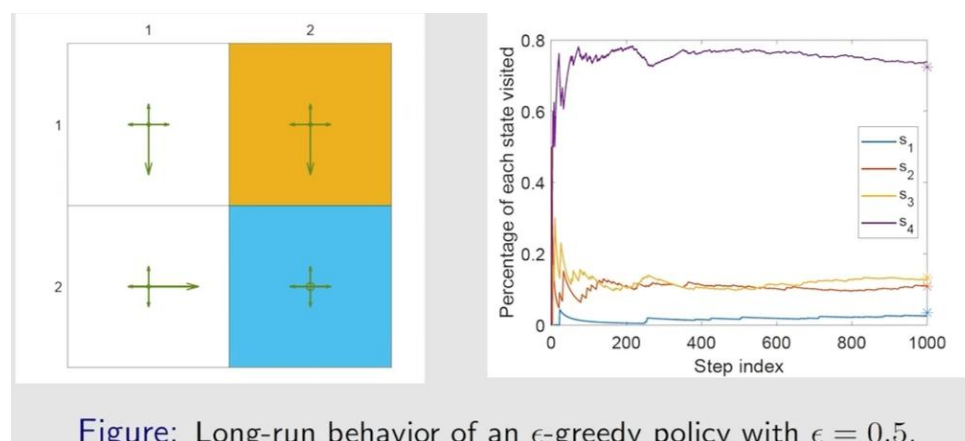 1 2
1
2
Percentage of each state visited
0.8
0.6
0.4
0.2
0
0 200 400 600 800 1000
Step index
s1
s2
s3
s4
Figure: Long-run behavior of an ϵ-greedy policy with ϵ = 0.5.